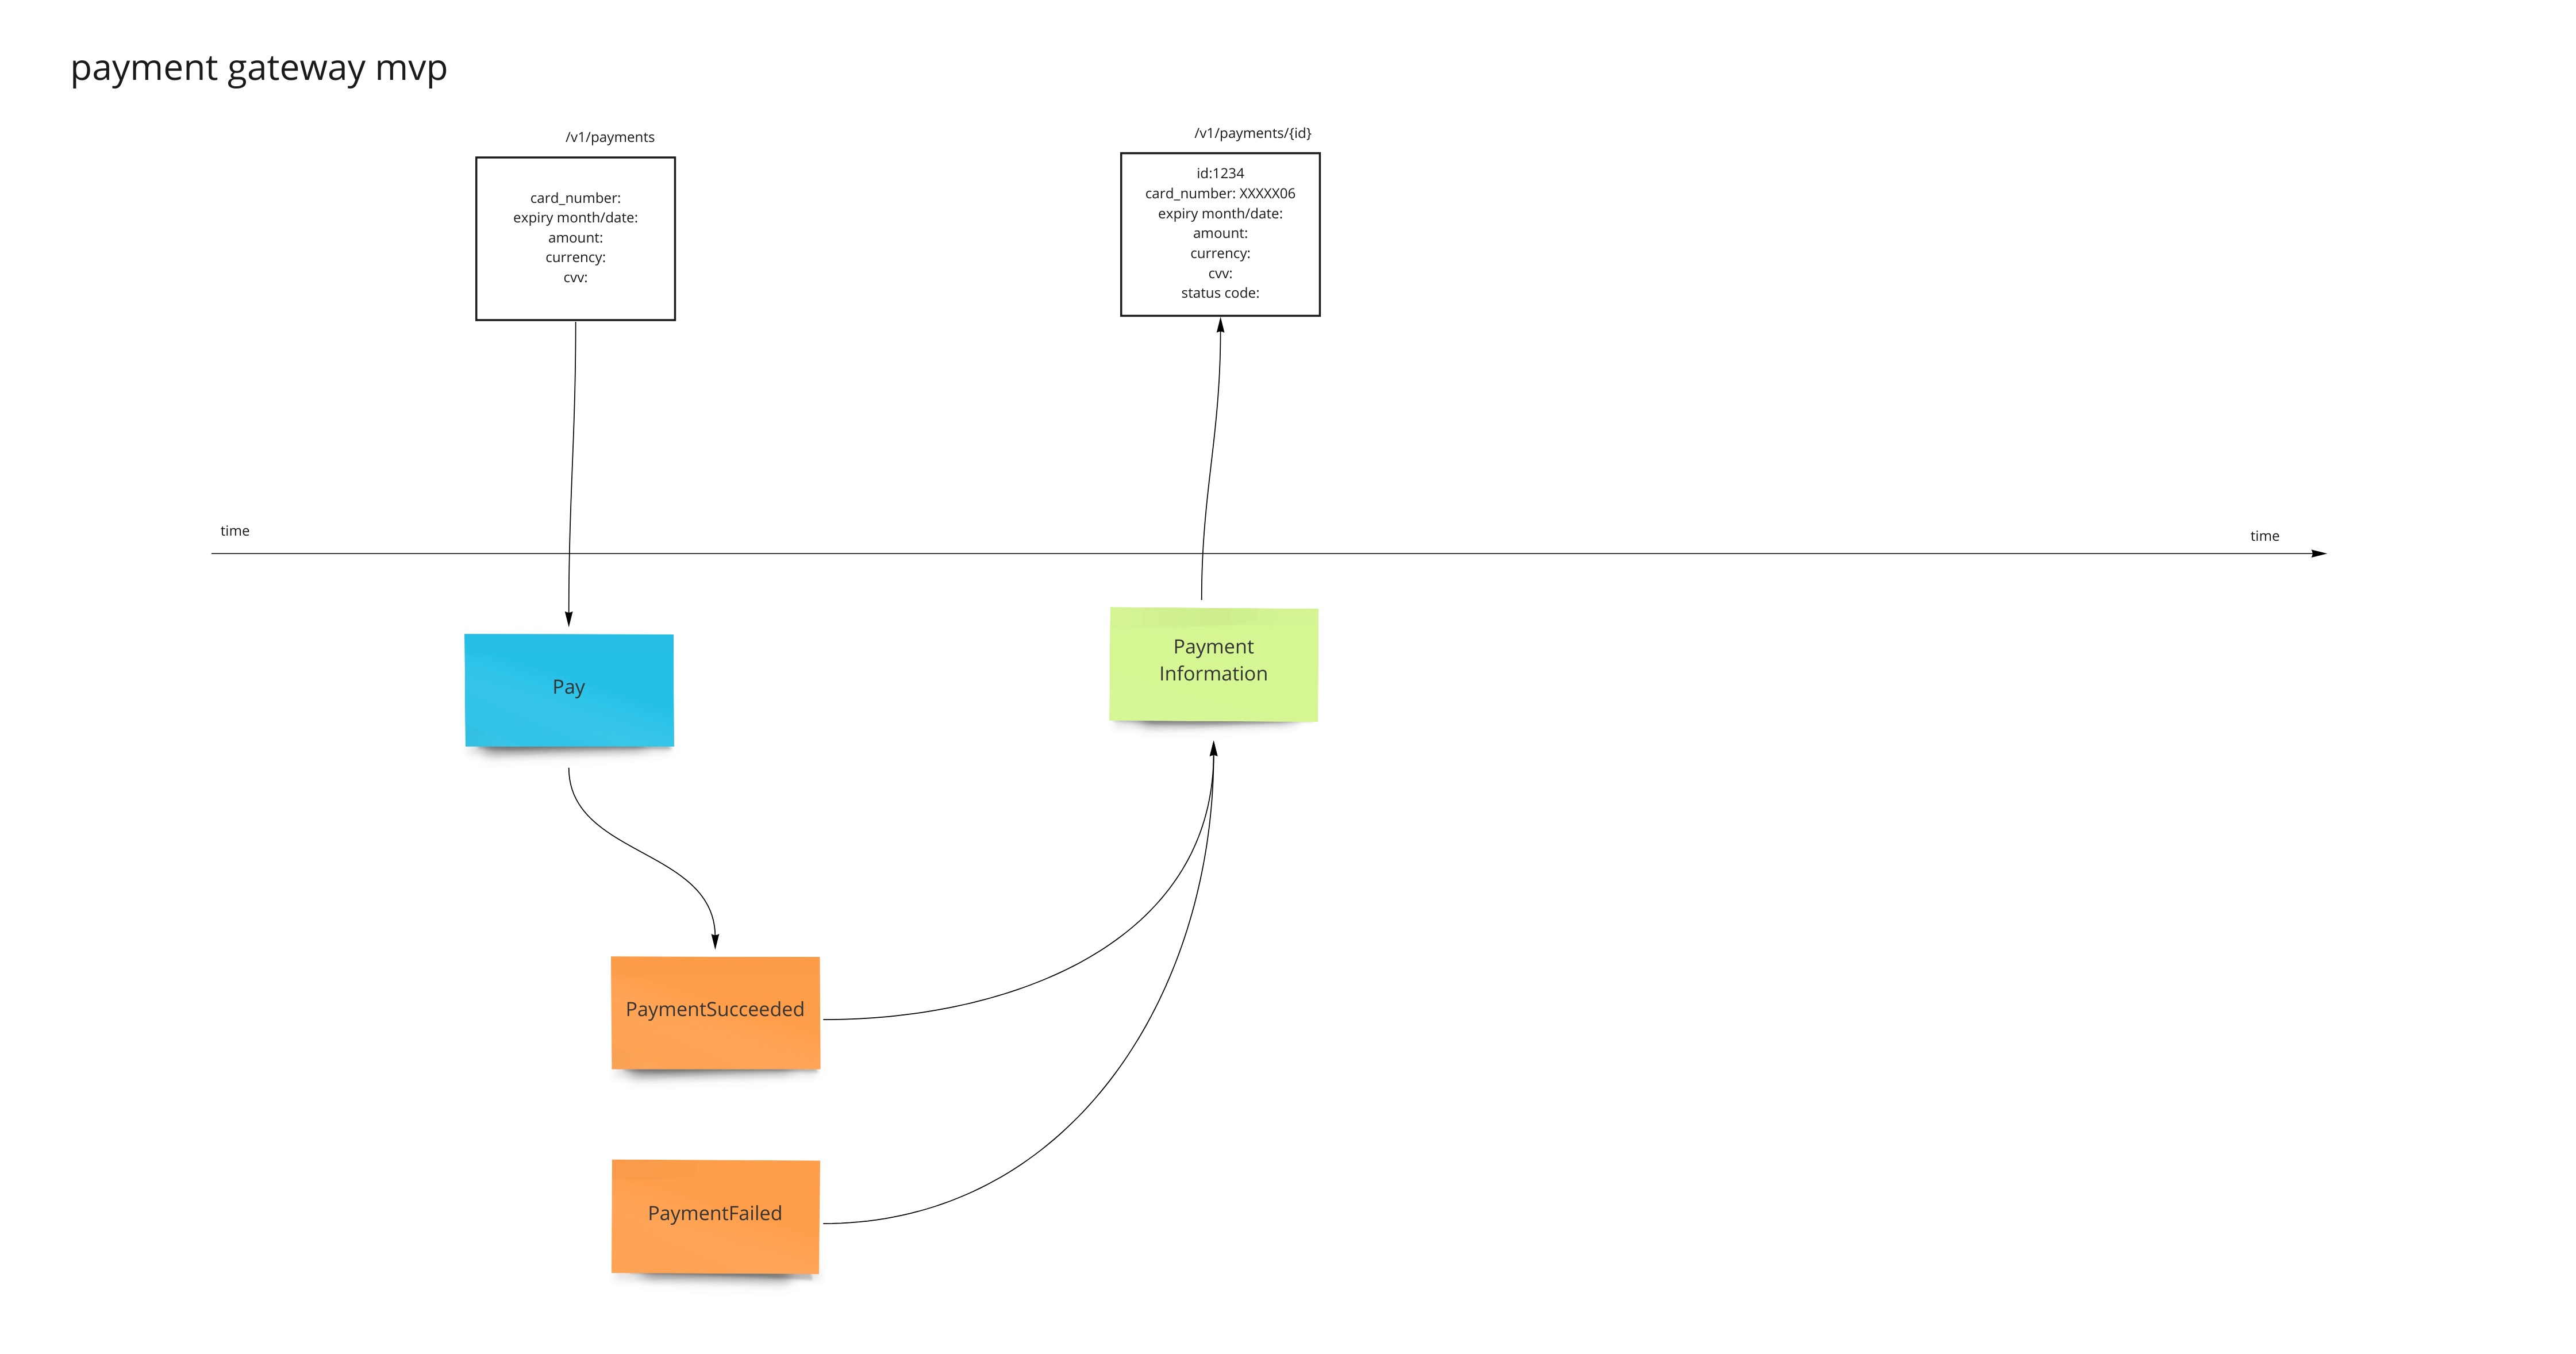 payment gateway mvp
/v1/payments
card_number:
expiry month/date:
amount:
currency:
cvv:
/v1/payments/{id}
id:1234
card_number: XXXXX06
expiry month/date:
amount:
currency:
cvv:
status code:
time
time
Pay
Payment
Information
PaymentSucceeded
PaymentFailed